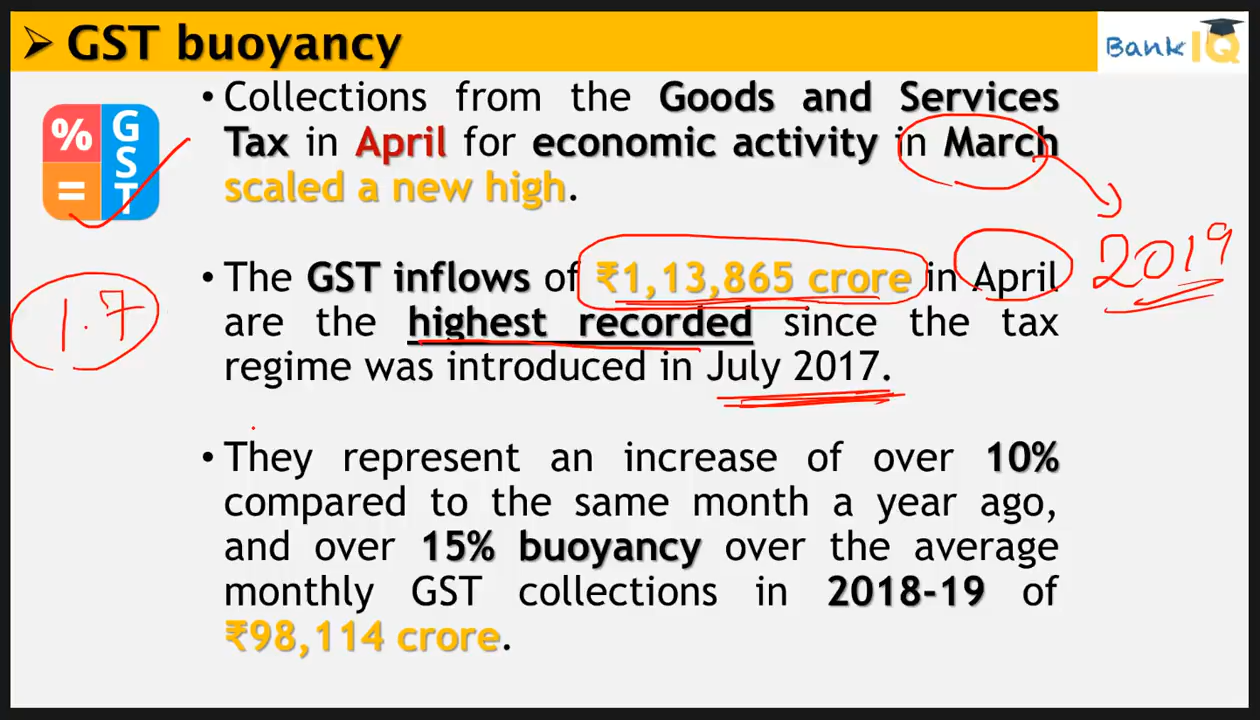 ➢ GST buoyancy
Bank IQ
• Collections from the Goods and Services
Tax in April for economic activity in March
scaled a new high.
% G
S
= T
2019
• The GST inflows of ₹1,13,865 crore in April
1.7
are the highest recorded since the tax
regime was introduced in July 2017.
• They represent an increase of over 10%
compared to the same month a year ago,
and over 15% buoyancy over the average
monthly GST collections in 2018-19 of
₹98,114 crore.